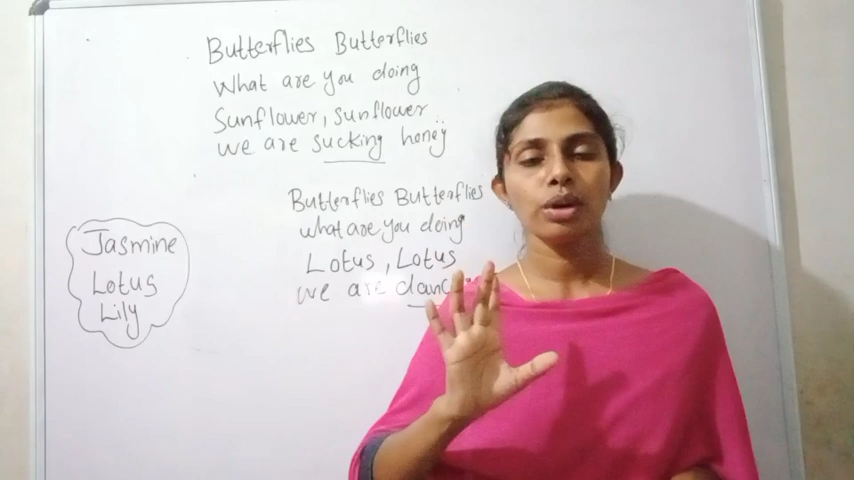 Butterflies Butterflies
What are you doing
Sunflower, sunflower
we are sucking honey
Butterflies Butterflies
what are you doing
Lotus, Lotus
we are
Jasmine
Lotus
Lily